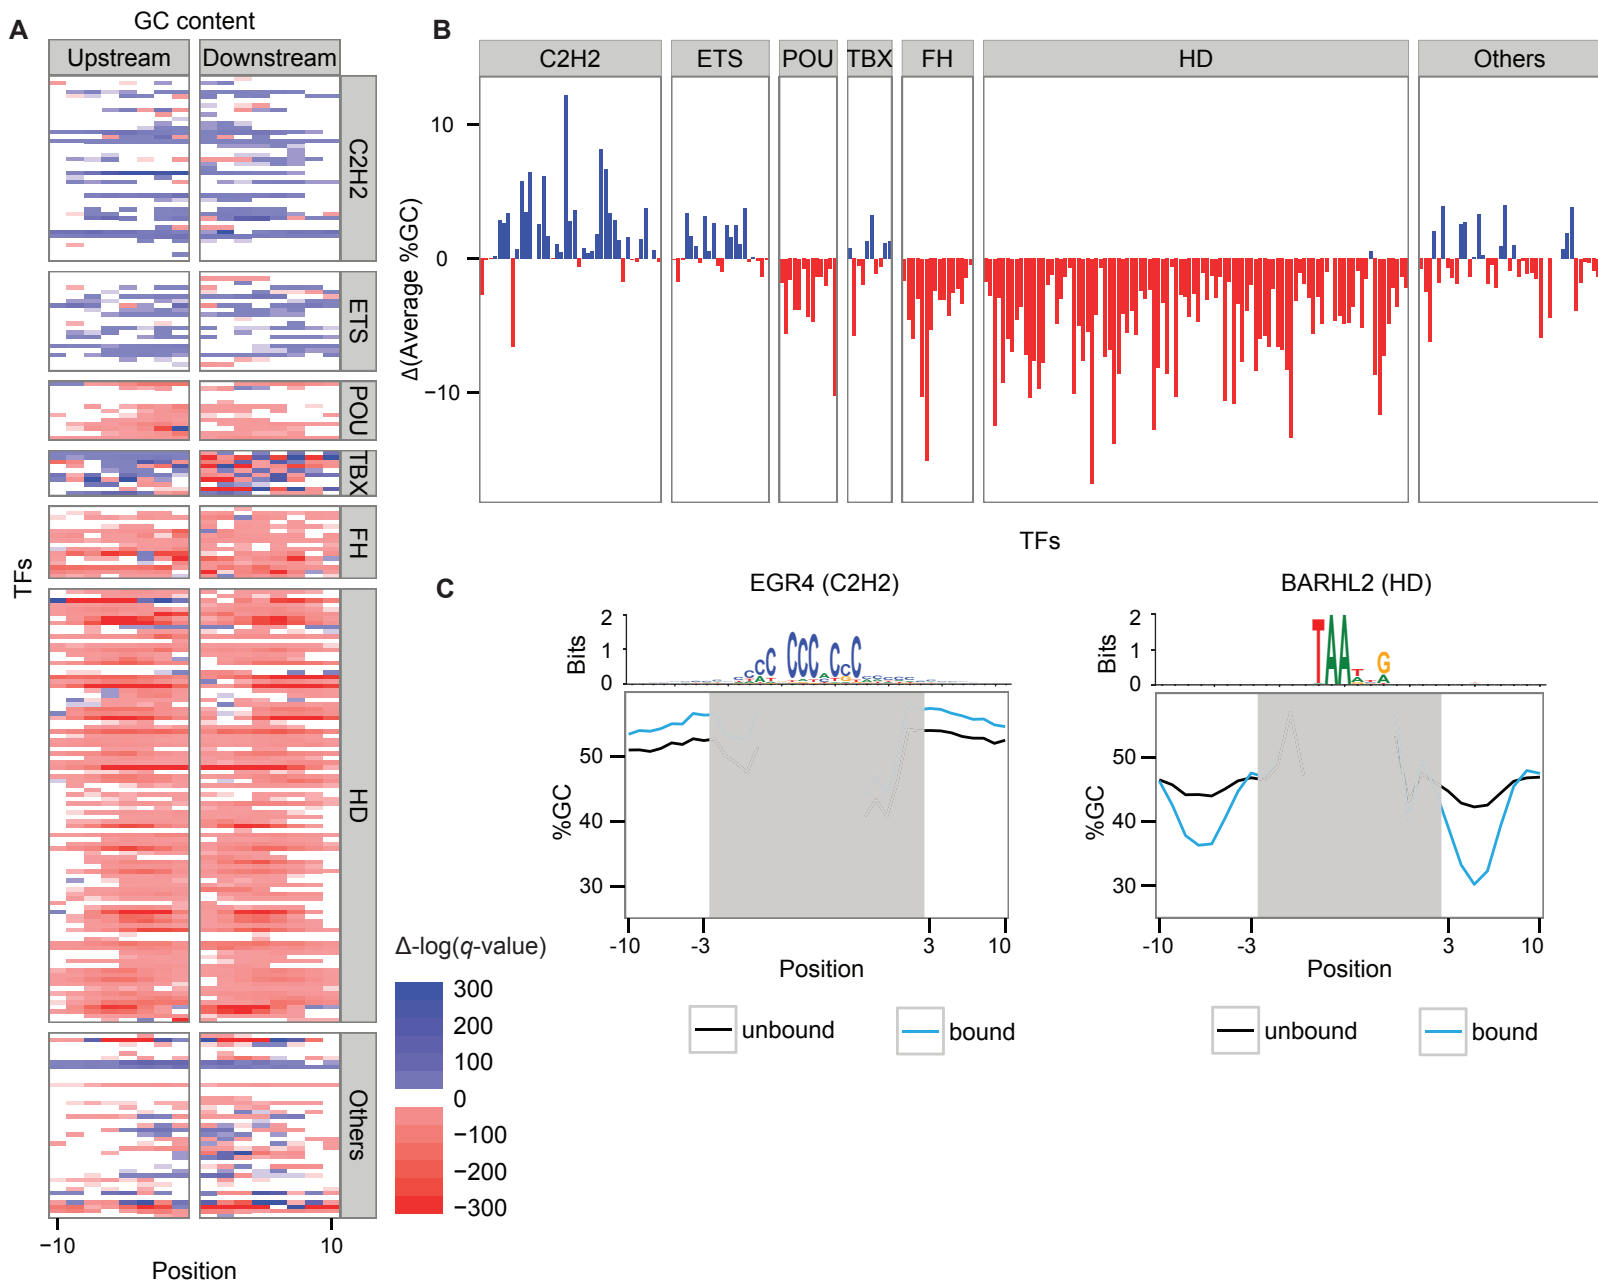 A
GC content
Upstream
Downstream
C2H2
ETS
POU
TBX
FH
HD
Others
TFs
−10
10
Position
Δ-log(q-value)
300
200
100
0
−100
−200
−300
B
C2H2
ETS
POU
TBX
FH
HD
Others
Δ(Average %GC)
10
0
−10
TFs
C
EGR4 (C2H2)
Bits
2
1
0
%GC
50
40
30
-10
-3
3
10
Position
unbound
bound
BARHL2 (HD)
Bits
2
1
0
TAA
G
%GC
50
40
30
-10
-3
3
10
Position
unbound
bound